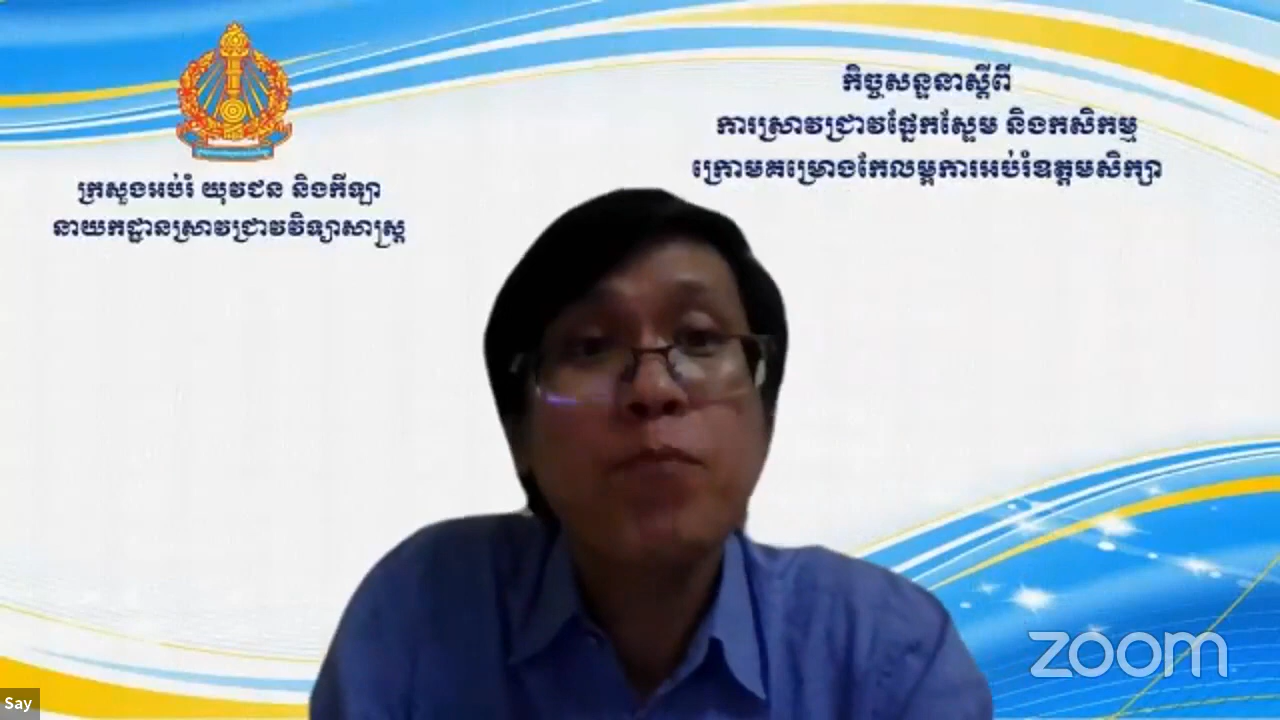 ក្រសួងអប់រំ យុវជន និងកីឡា
នាយកដ្ឋានស្រាវជ្រាវវិទ្យាសាស្ត្រ
កិច្ចសន្ទនាស្តីពី
ការស្រាវជ្រាវផ្នែកស្ទែម និងកសិកម្ម
ក្រោមគម្រោងកែលម្អការអប់រំឧត្តមសិក្សា
zoom
Say